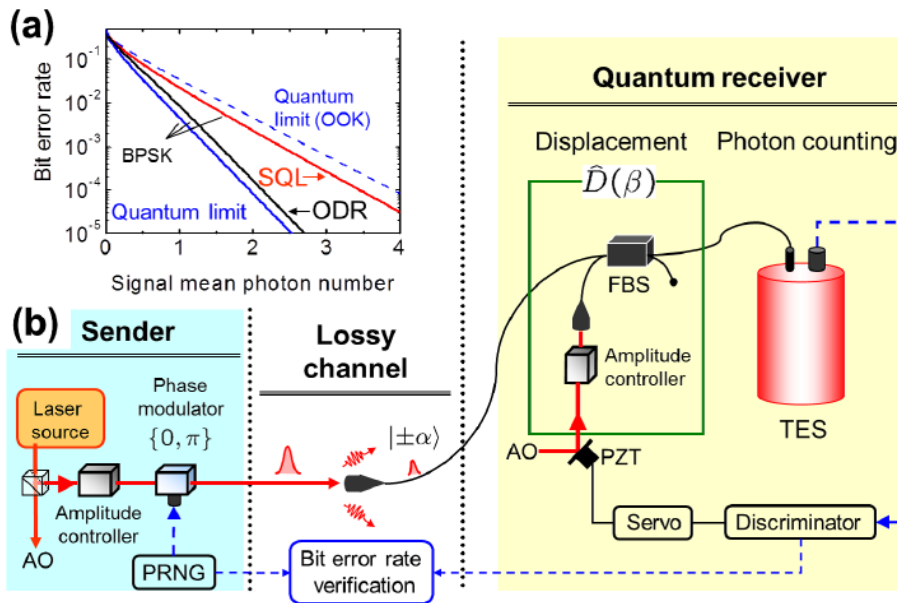 (a)
Bit error rate
10^-1
10^-2
10^-3
10^-4
10^-5
0
1
2
3
4
Signal mean photon number
Quantum
limit (OOK)
BPSK
SQL
ODR
Quantum limit
(b)
Sender
Laser
source
Phase
modulator
{0, π}
Amplitude
controller
AO
PRNG
Lossy
channel
|±α⟩
Bit error rate
verification
Quantum receiver
Displacement
Photon counting
D̂(β)
FBS
Amplitude
controller
AO
PZT
TES
Servo
Discriminator